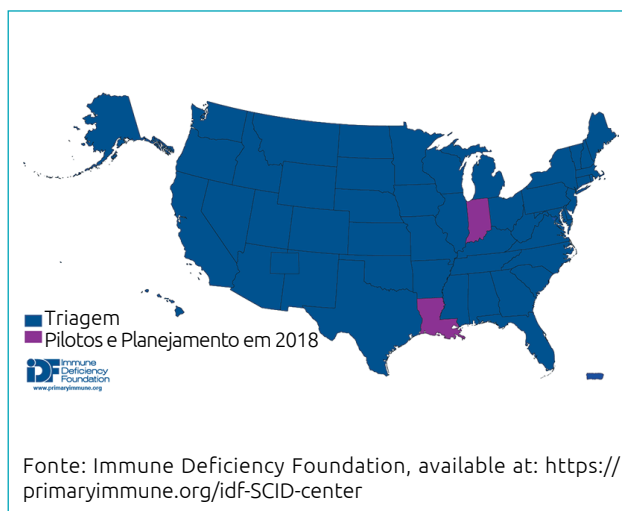 Triagem
Pilotos e Planejamento em 2018
IDF Immune
Deficiency
Foundation
www.primaryimmune.org
Fonte: Immune Deficiency Foundation, available at: https://
primaryimmune.org/idf-SCID-center